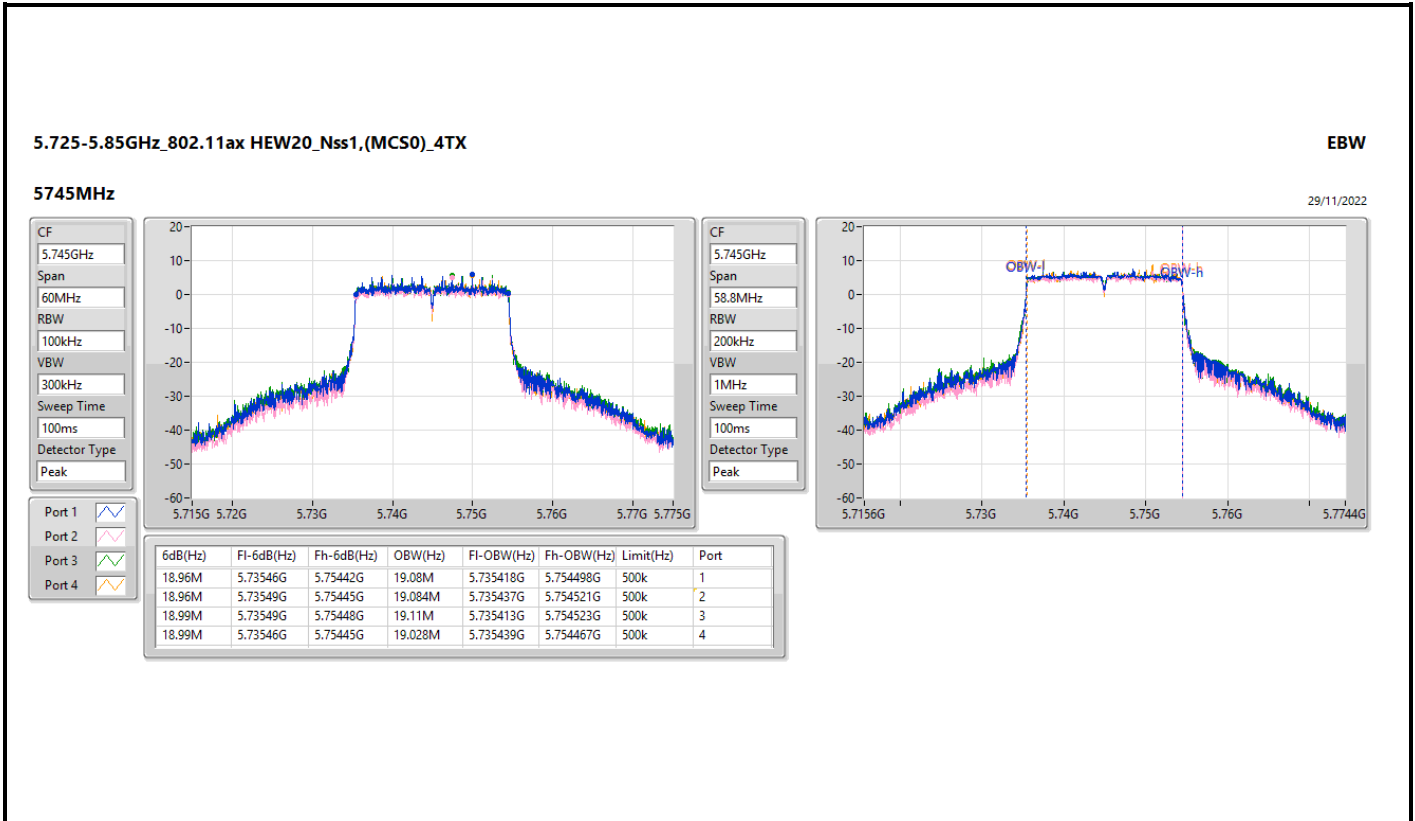 5.725-5.85GHz_802.11ax HEW20_Nss1,(MCS0)_4TX EBW
5745MHz
29/11/2022
CF
5.745GHz
Span
60MHz
RBW
100kHz
VBW
300kHz
Sweep Time
100ms
Detector Type
Peak
20
10
0
-10
-20
-30
-40
-50
-60
5.715G 5.72G 5.73G 5.74G 5.75G 5.76G 5.77G 5.775G
CF
5.745GHz
Span
58.8MHz
RBW
200kHz
VBW
1MHz
Sweep Time
100ms
Detector Type
Peak
20
10
0
-10
-20
-30
-40
-50
-60
OBW-l OBW-h
5.7156G 5.73G 5.74G 5.75G 5.76G 5.7744G
Port 1
Port 2
Port 3
Port 4
6dB(Hz) Fl-6dB(Hz) Fh-6dB(Hz) OBW(Hz) Fl-OBW(Hz) Fh-OBW(Hz) Limit(Hz) Port
18.96M 5.73546G 5.75442G 19.08M 5.735418G 5.754498G 500k 1
18.96M 5.73549G 5.75445G 19.084M 5.735437G 5.754521G 500k 2
18.99M 5.73549G 5.75448G 19.11M 5.735413G 5.754523G 500k 3
18.99M 5.73546G 5.75445G 19.028M 5.735439G 5.754467G 500k 4